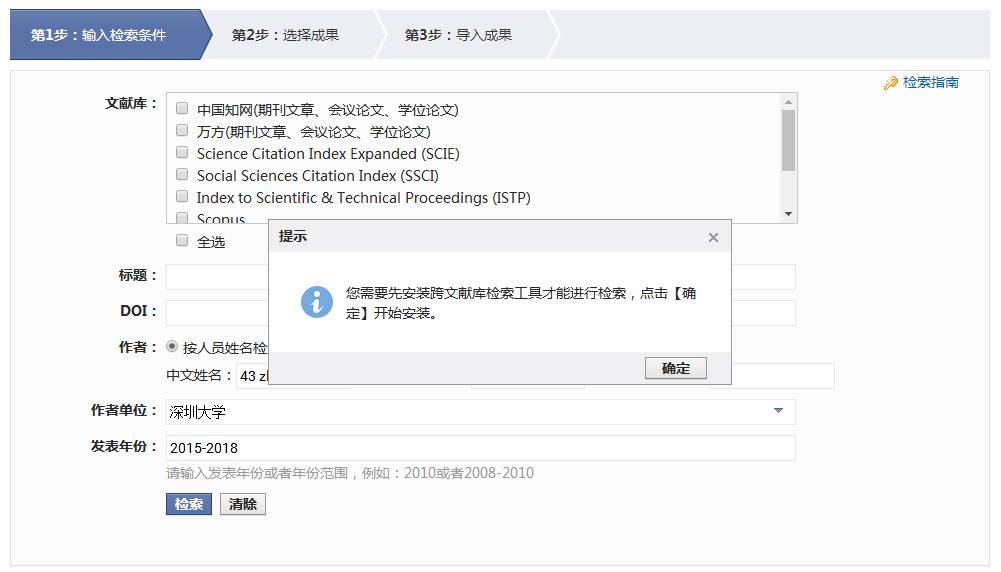 第1步：输入检索条件
第2步：选择成果
第3步：导入成果
检索指南
文献库：
中国知网(期刊文章、会议论文、学位论文)
万方(期刊文章、会议论文、学位论文)
Science Citation Index Expanded (SCIE)
Social Sciences Citation Index (SSCI)
Index to Scientific & Technical Proceedings (ISTP)
Scopus
全选
提示
您需要先安装跨文献库检索工具才能进行检索，点击【确
定】开始安装。
确定
标题：
DOI：
作者：
按人员姓名检
中文姓名：
43
作者单位：
深圳大学
发表年份：
2015-2018
请输入发表年份或者年份范围，例如：2010或者2008-2010
检索
清除